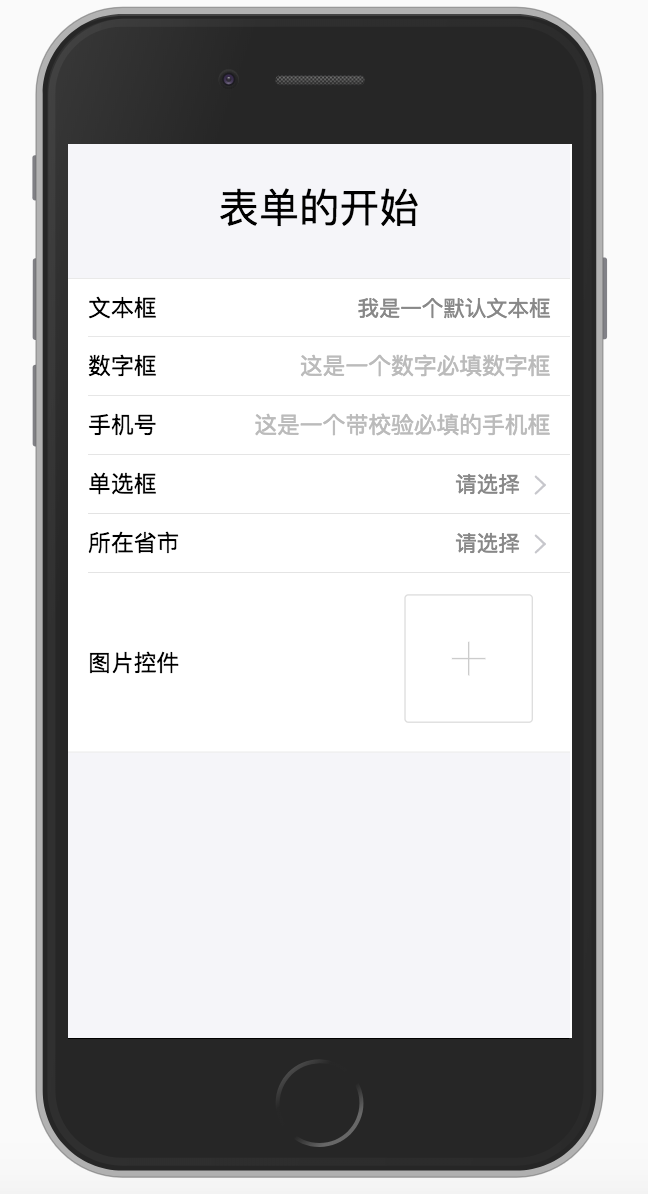 表单的开始
文本框 我是一个默认文本框
数字框 这是一个数字必填数字框
手机号 这是一个带校验必填的手机框
单选框 请选择
所在省市 请选择
图片控件